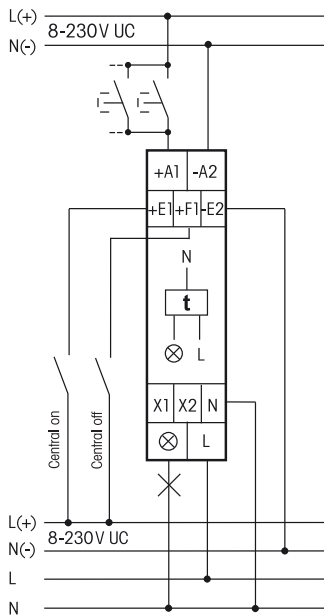 L(+)
8-230V UC
N(-)
+A1 -A2
+E1 +F1 -E2
N
t
L
Central on
Central off
X1 X2 N
L
L(+)
8-230V UC
N(-)
L
N